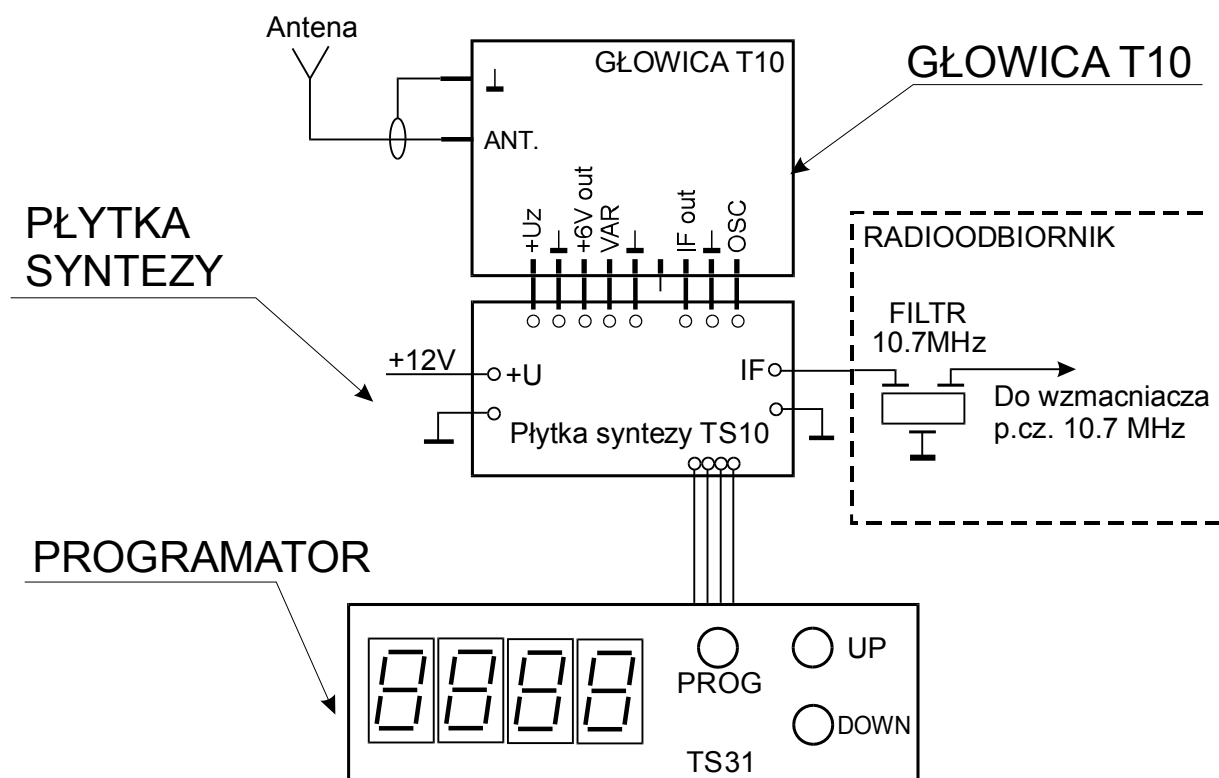 Antena
GŁOWICA T10
GŁOWICA T10
ANT.
+Uz
+6V out
VAR
IF out
OSC
PŁYTKA
SYNTEZY
RADIOODBIORNIK
FILTR
10.7MHz
+12V
+U
IF
Do wzmacniacza
p.cz. 10.7 MHz
Płytka syntezy TS10
PROGRAMATOR
8888
PROG
UP
DOWN
TS31